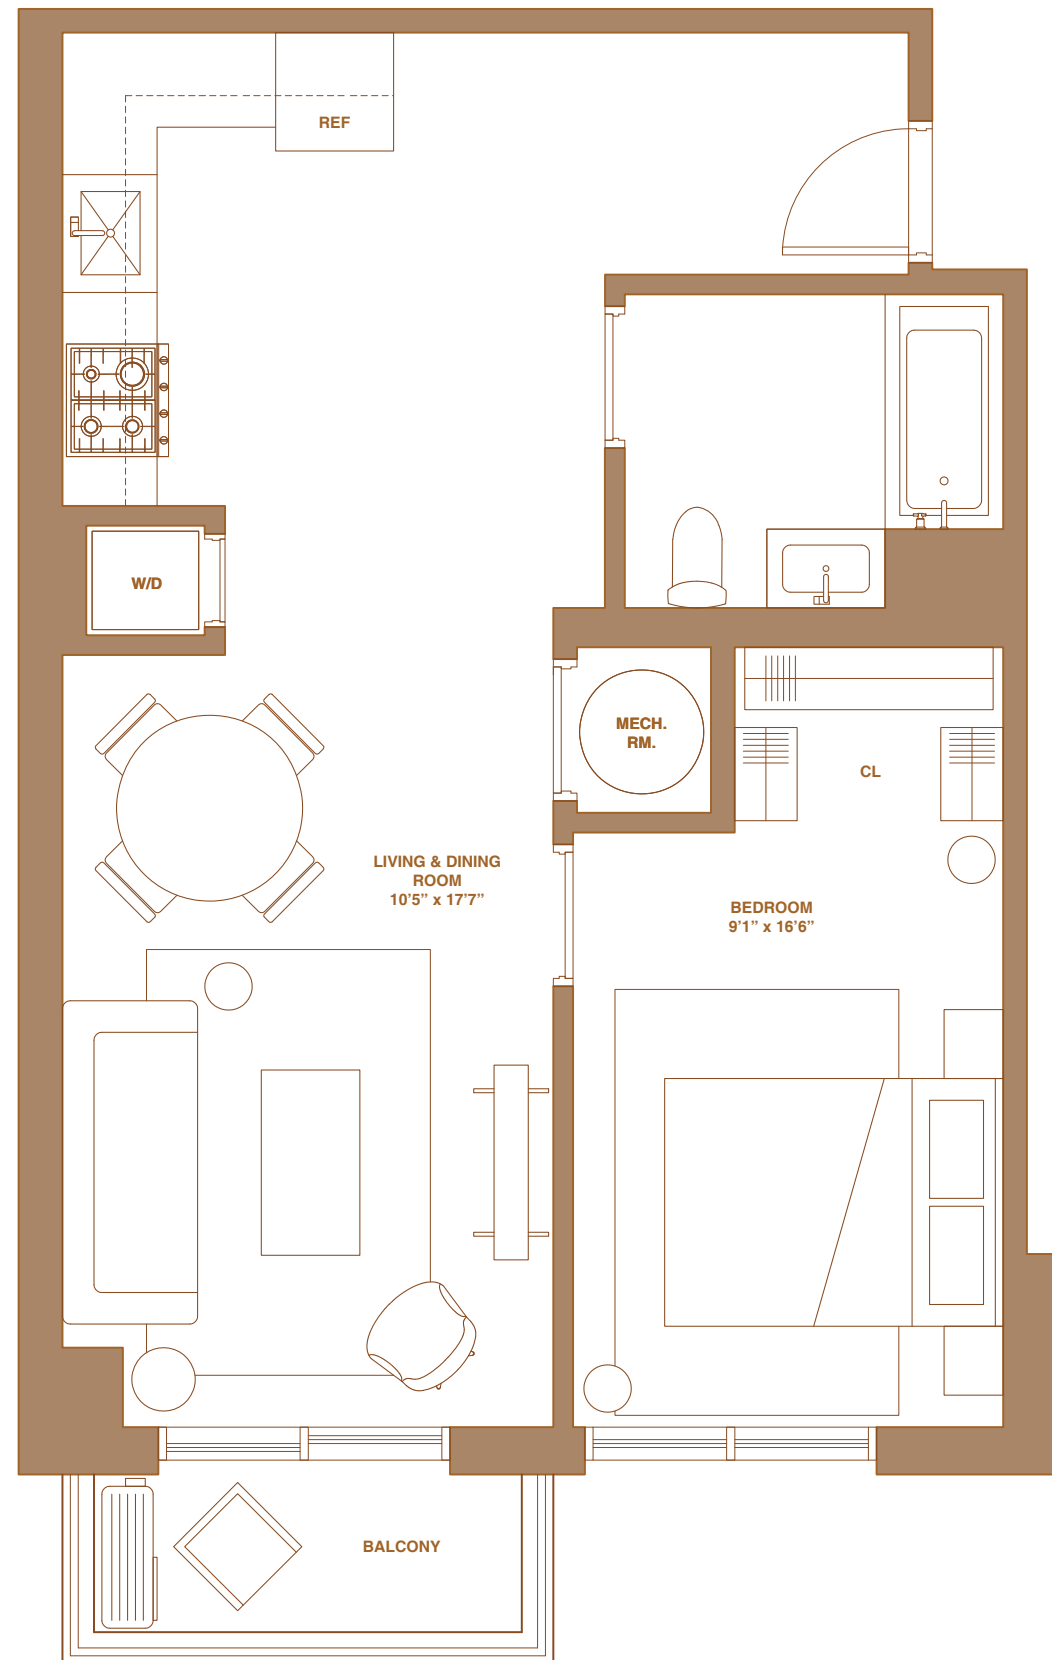 REF
W/D
MECH.
RM.
CL
LIVING & DINING
ROOM
10’5” x 17’7”
BEDROOM
9’1” x 16’6”
BALCONY